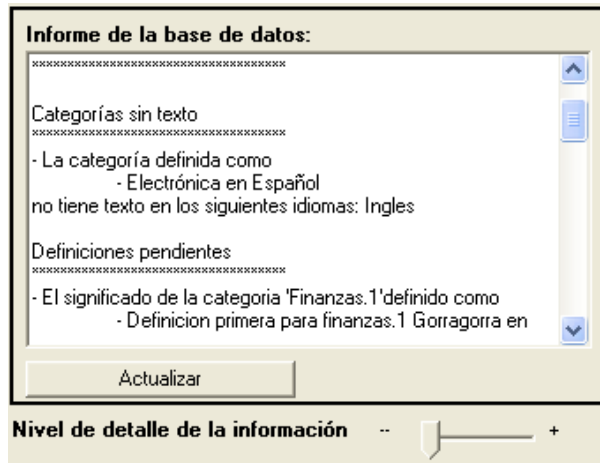 Informe de la base de datos:
************************************
Categorías sin texto
************************************
- La categoría definida como
- Electrónica en Español
no tiene texto en los siguientes idiomas: Ingles
Definiciones pendientes
************************************
- El significado de la categoria 'Finanzas.1'definido como
- Definicion primera para finanzas.1 Gorragorra en
Actualizar
Nivel de detalle de la información -- +